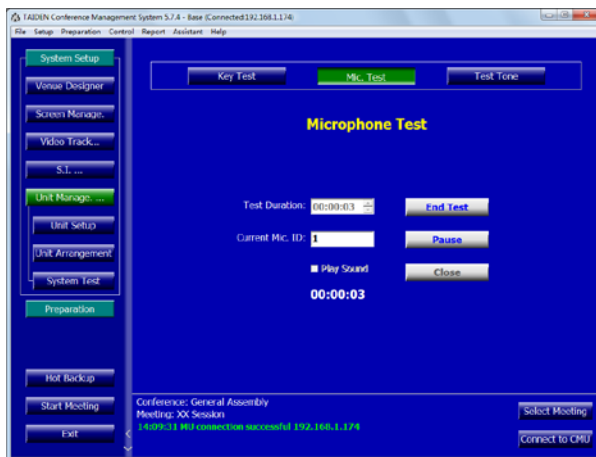 TAIDEN Conference Management System 5.7.4 - Base (Connected:192.168.1.174)
File Setup Preparation Control Report Assistant Help
System Setup
Venue Designer
Screen Manage.
Video Track...
S.I. ...
Unit Manage. ...
Unit Setup
Unit Arrangement
System Test
Preparation
Hot Backup
Start Meeting
Exit
Key Test Mic. Test Test Tone
Microphone Test
Test Duration: 00:00:03 End Test
Current Mic. ID: 1 Pause
Play Sound Close
00:00:03
Conference: General Assembly
Meeting: XX Session
14:09:31 MU connection successful 192.168.1.174
Select Meeting
Connect to CMU